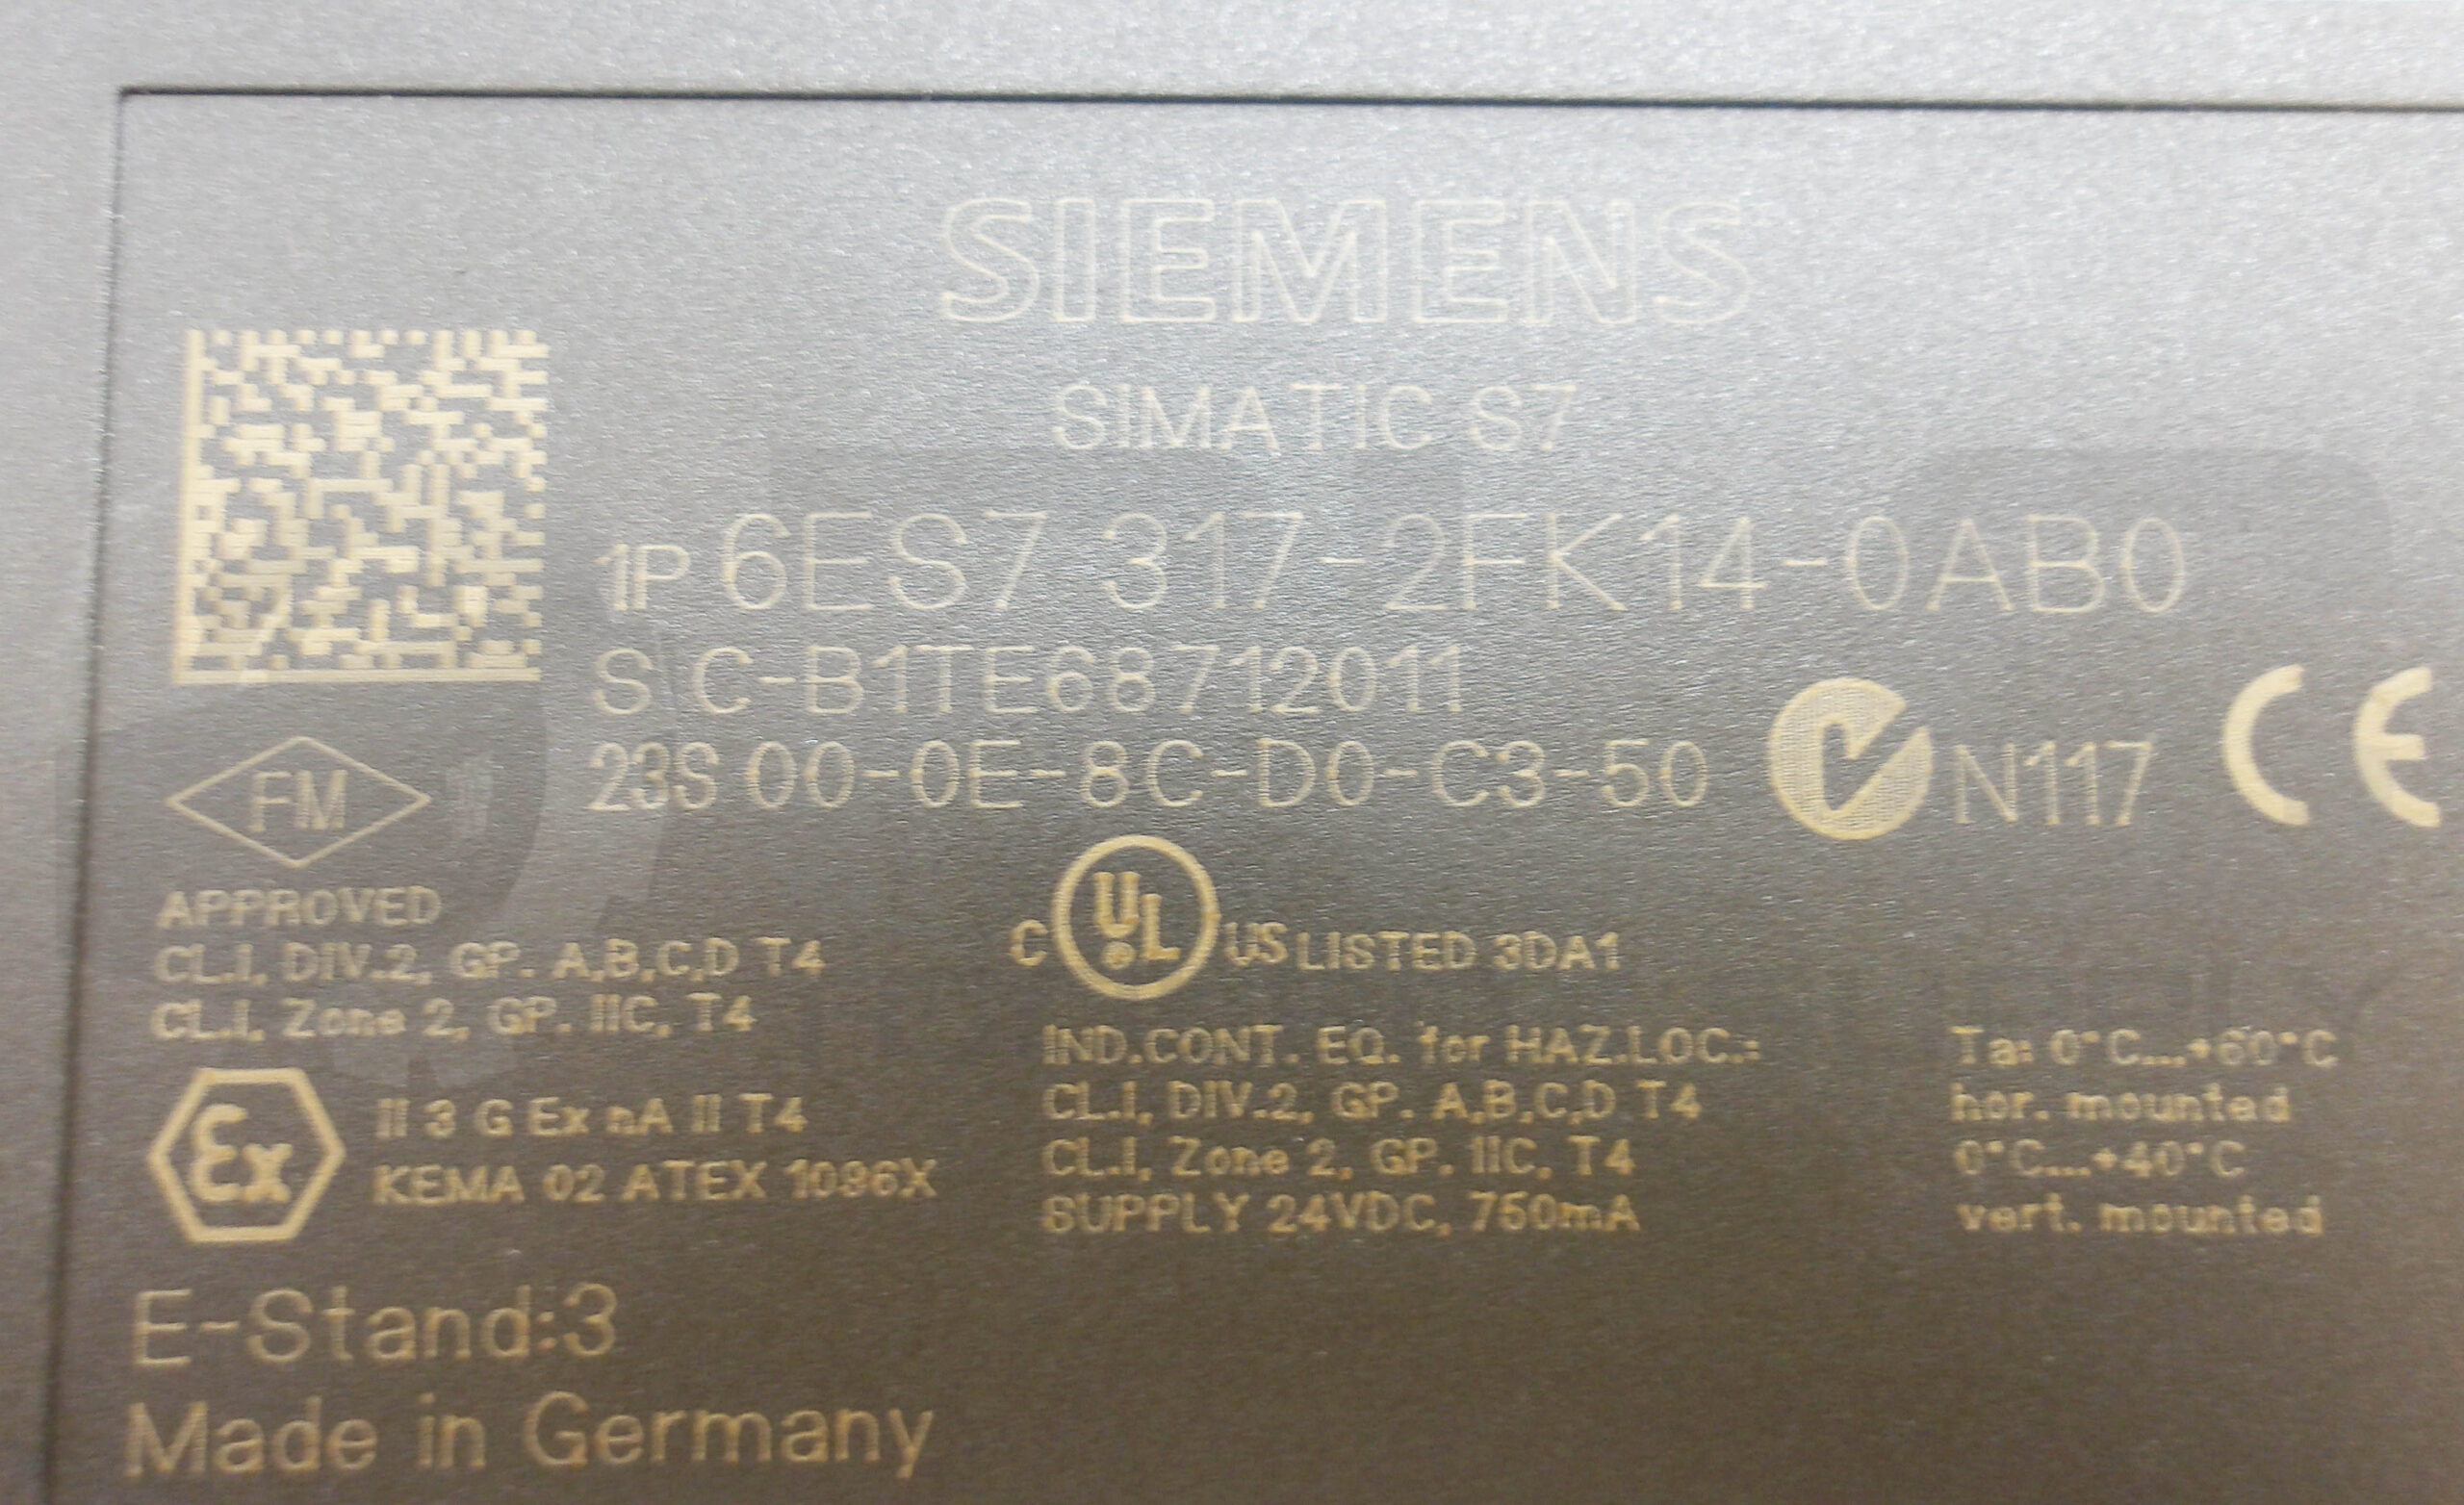 SIEMENS
SIMATIC S7
1P 6ES7 317-2FK14-0AB0
S C-B1TE68712011
23S 00-0E-8C-D0-C3-50
N117 CE
FM
APPROVED
CL.I, DIV.2, GP. A,B,C,D T4
CL.I, Zone 2, GP. IIC, T4
Ex
II 3 G Ex nA II T4
KEMA 02 ATEX 1096X
C UL US LISTED 3DA1
IND.CONT. EQ. for HAZ.LOC.:
CL.I, DIV.2, GP. A,B,C,D T4
CL.I, Zone 2, GP. IIC, T4
SUPPLY 24VDC, 750mA
Ta: 0°C...+60°C
hor. mounted
0°C...+40°C
vert. mounted
E-Stand:3
Made in Germany